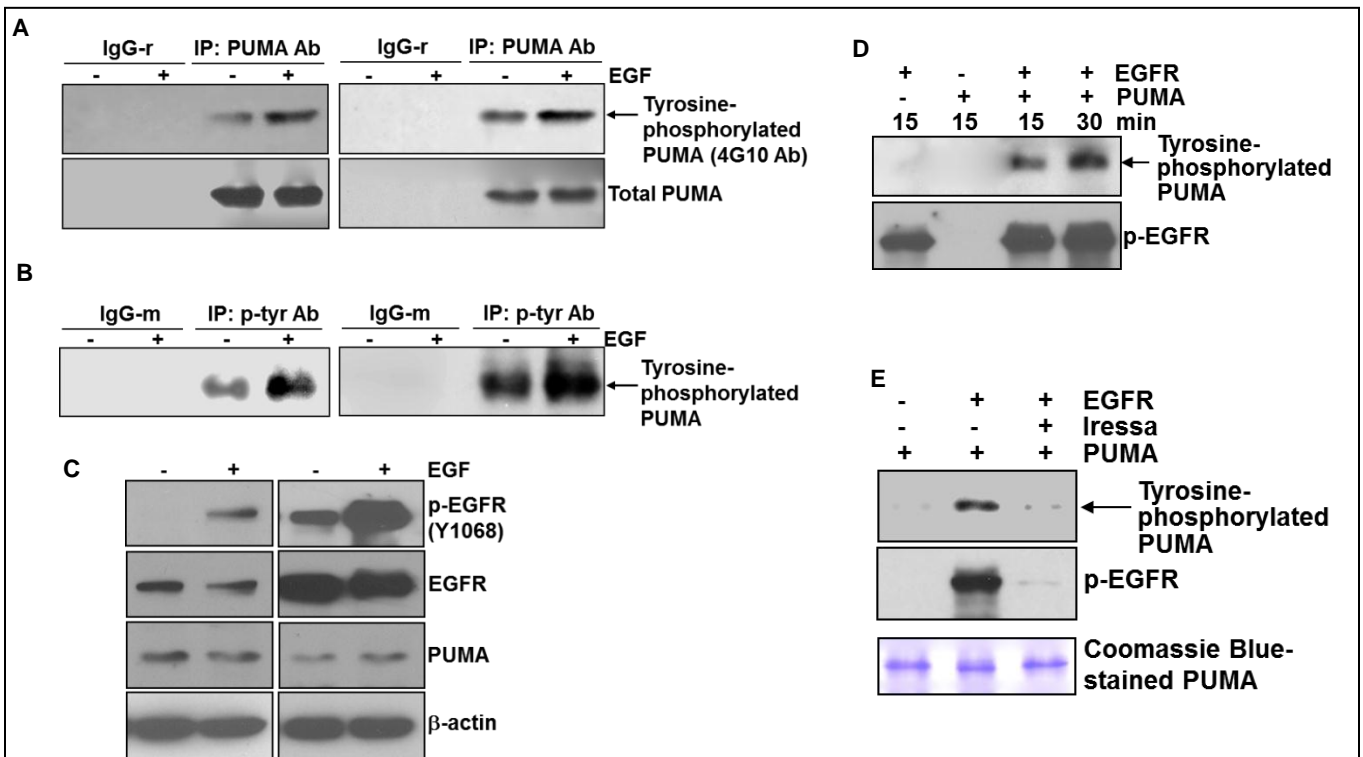 A
IgG-r IP: PUMA Ab IgG-r IP: PUMA Ab
- + - + - + - + EGF
Tyrosine-
phosphorylated
PUMA (4G10 Ab)
Total PUMA
B
IgG-m IP: p-tyr Ab IgG-m IP: p-tyr Ab
- + - + - + - + EGF
Tyrosine-
phosphorylated
PUMA
C
- + - + EGF
p-EGFR
(Y1068)
EGFR
PUMA
β-actin
D
+ - + + EGFR
- + + + PUMA
15 15 15 30 min
Tyrosine-
phosphorylated
PUMA
p-EGFR
E
- + + EGFR
- - + Iressa
+ + + PUMA
Tyrosine-
phosphorylated
PUMA
p-EGFR
Coomassie Blue-
stained PUMA